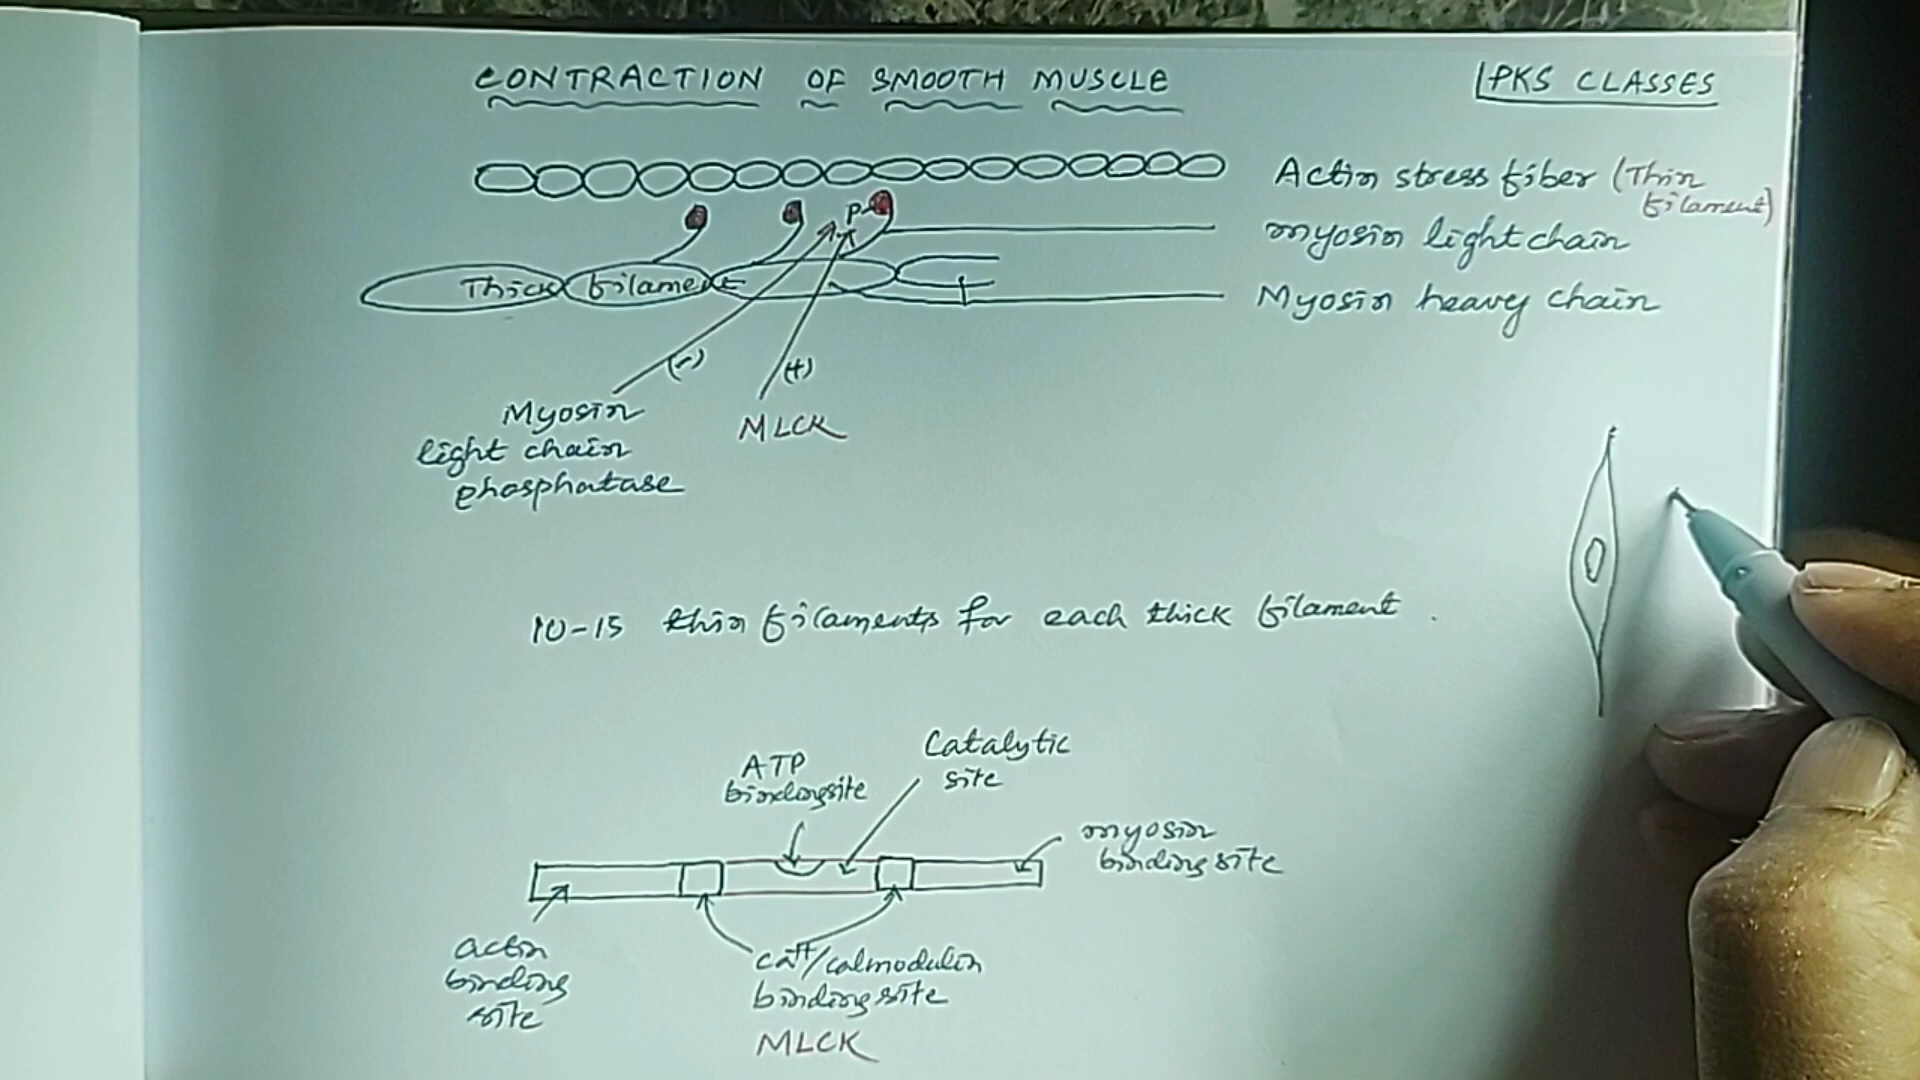 CONTRACTION OF SMOOTH MUSCLE
PKS CLASSES
Actin stress fiber (Thin
filament)
P
myosin light chain
Thick filament
Myosin heavy chain
(-)
(+)
Myosin
light chain
phosphatase
MLCK
10-15 thin filaments for each thick filament.
Catalytic
site
ATP
binding site
myosin
binding site
actin
binding
site
ca++/calmodulin
binding site
MLCK